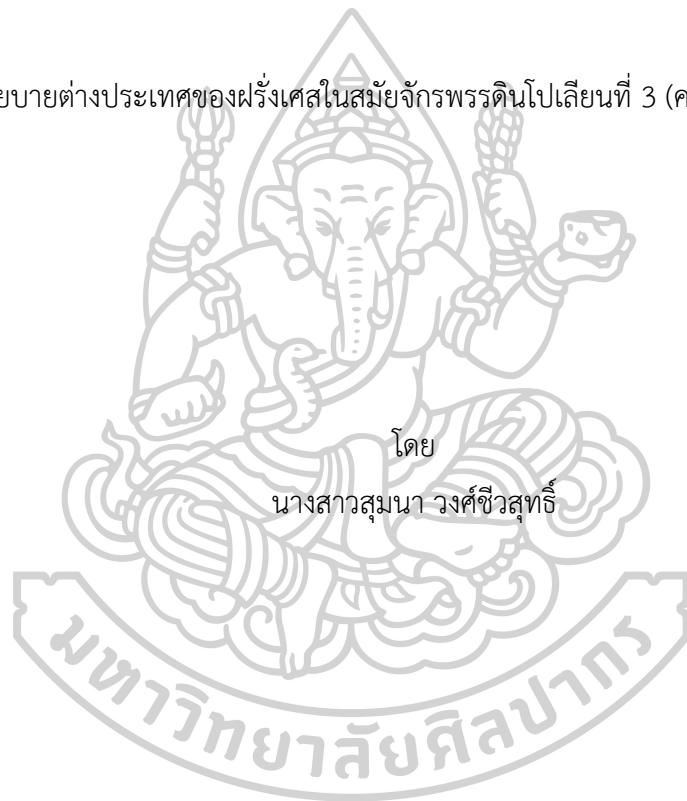 ยบายต่างประเทศของฝรั่งเศสในสมัยจักรพรรดินโปเลียนที่ 3 (ค
โดย
นางสาวสุมนา วงศ์ชีวสุทธิ์
มหาวิทยาลัยศิลปากร